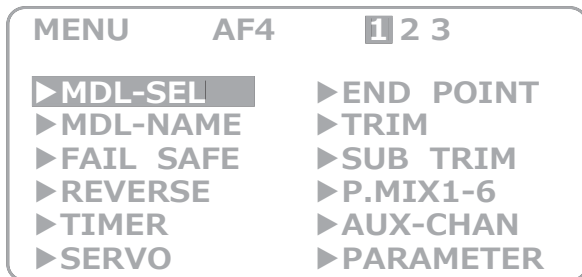 MENU AF4 1 2 3
▶MDL-SEL ▶END POINT
▶MDL-NAME ▶TRIM
▶FAIL SAFE ▶SUB TRIM
▶REVERSE ▶P.MIX1-6
▶TIMER ▶AUX-CHAN
▶SERVO ▶PARAMETER